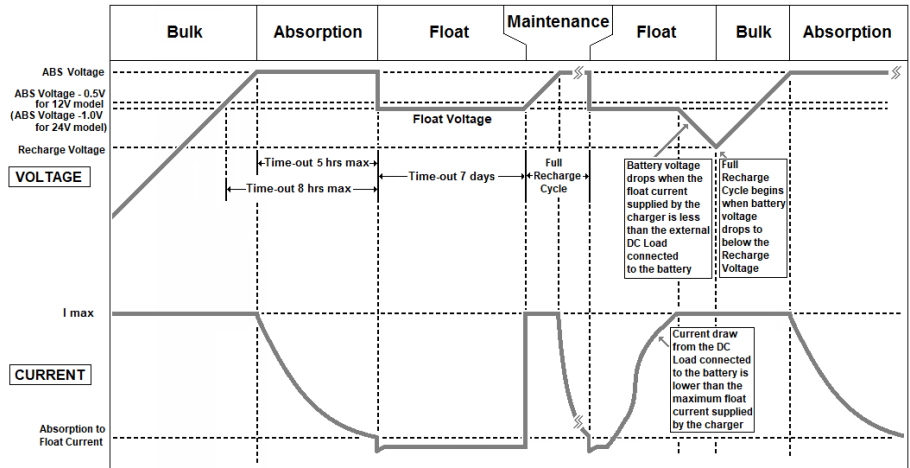 Bulk
Absorption
Float
Maintenance
Float
Bulk
Absorption
ABS Voltage
ABS Voltage - 0.5V
for 12V model
(ABS Voltage -1.0V
for 24V model)
Float Voltage
Recharge Voltage
VOLTAGE
Time-out 5 hrs max
Time-out 8 hrs max
Time-out 7 days
Full
Recharge
Cycle
Battery voltage
drops when the
float current
supplied by the
charger is less
than the external
DC Load
connected
to the battery
Full
Recharge
Cycle begins
when battery
voltage
drops to
below the
Recharge
Voltage
I max
CURRENT
Current draw
from the DC
Load connected
to the battery is
lower than the
maximum float
current supplied
by the charger
Absorption to
Float Current